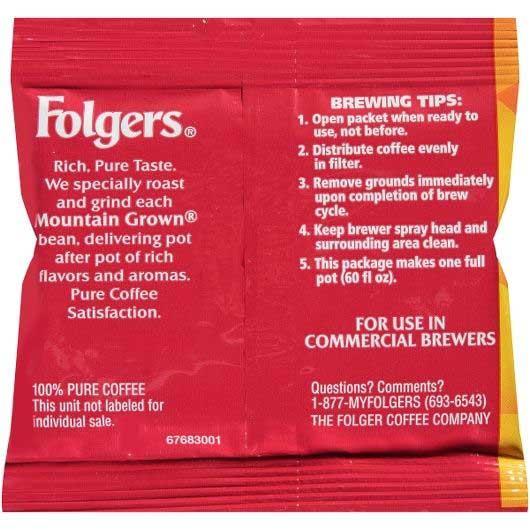 Folgers®
Rich, Pure Taste.
We specially roast
and grind each
Mountain Grown®
bean, delivering pot
after pot of rich
flavors and aromas.
Pure Coffee
Satisfaction.
100% PURE COFFEE
This unit not labeled for
individual sale.
67683001
BREWING TIPS:
1. Open packet when ready to
use, not before.
2. Distribute coffee evenly
in filter.
3. Remove grounds immediately
upon completion of brew
cycle.
4. Keep brewer spray head and
surrounding area clean.
5. This package makes one full
pot (60 fl oz).
FOR USE IN
COMMERCIAL BREWERS
Questions? Comments?
1-877-MYFOLGERS (693-6543)
THE FOLGER COFFEE COMPANY